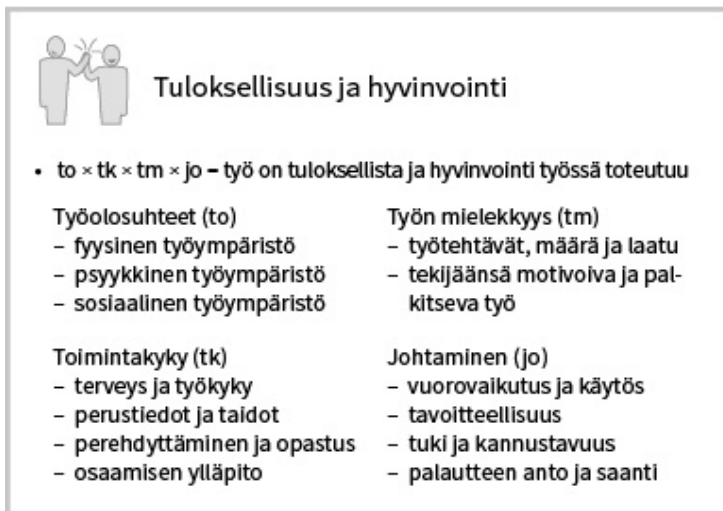 Tuloksellisuus ja hyvinvointi
• to × tk × tm × jo – työ on tuloksellista ja hyvinvointi työssä toteutuu
Työolosuhteet (to)
– fyysinen työympäristö
– psyykkinen työympäristö
– sosiaalinen työympäristö
Toimintakyky (tk)
– terveys ja työkyky
– perustiedot ja taidot
– perehdyttäminen ja opastus
– osaamisen ylläpito
Työn mielekkyys (tm)
– työtehtävät, määrä ja laatu
– tekijäänsä motivoiva ja pal-
kitseva työ
Johtaminen (jo)
– vuorovaikutus ja käytös
– tavoitteellisuus
– tuki ja kannustavuus
– palautteen anto ja saanti